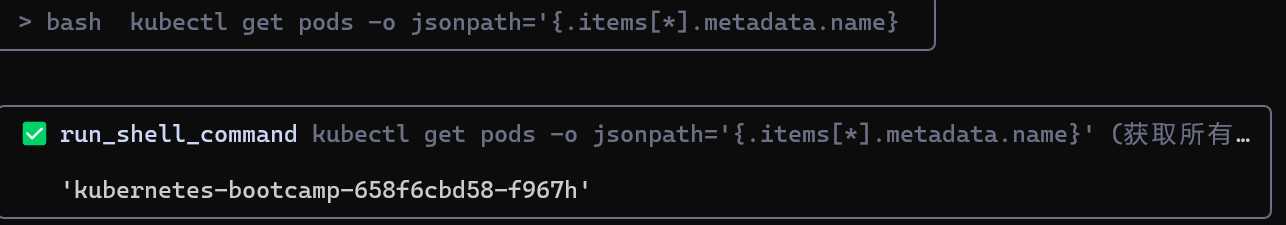 > bash  kubectl get pods -o jsonpath='{.items[*].metadata.name}
run_shell_command kubectl get pods -o jsonpath='{.items[*].metadata.name}' (获取所有…
'kubernetes-bootcamp-658f6cbd58-f967h'